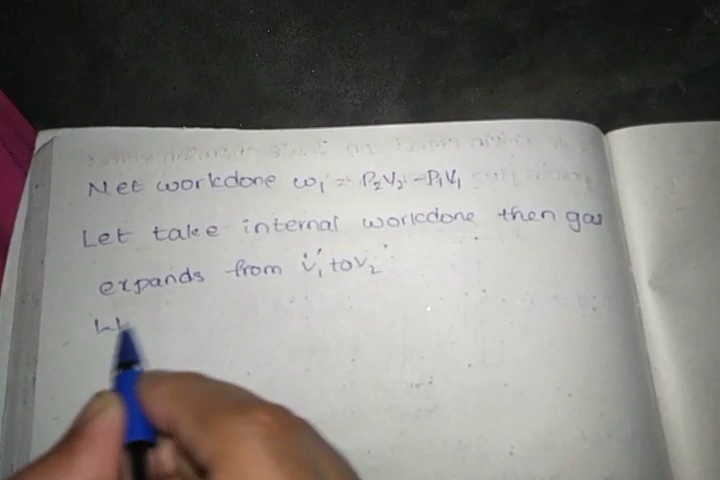 Net workdone w₁ = P₂V₂ - P₁V₁
Let take internal workdone then gas
expands from V₁ to V₂